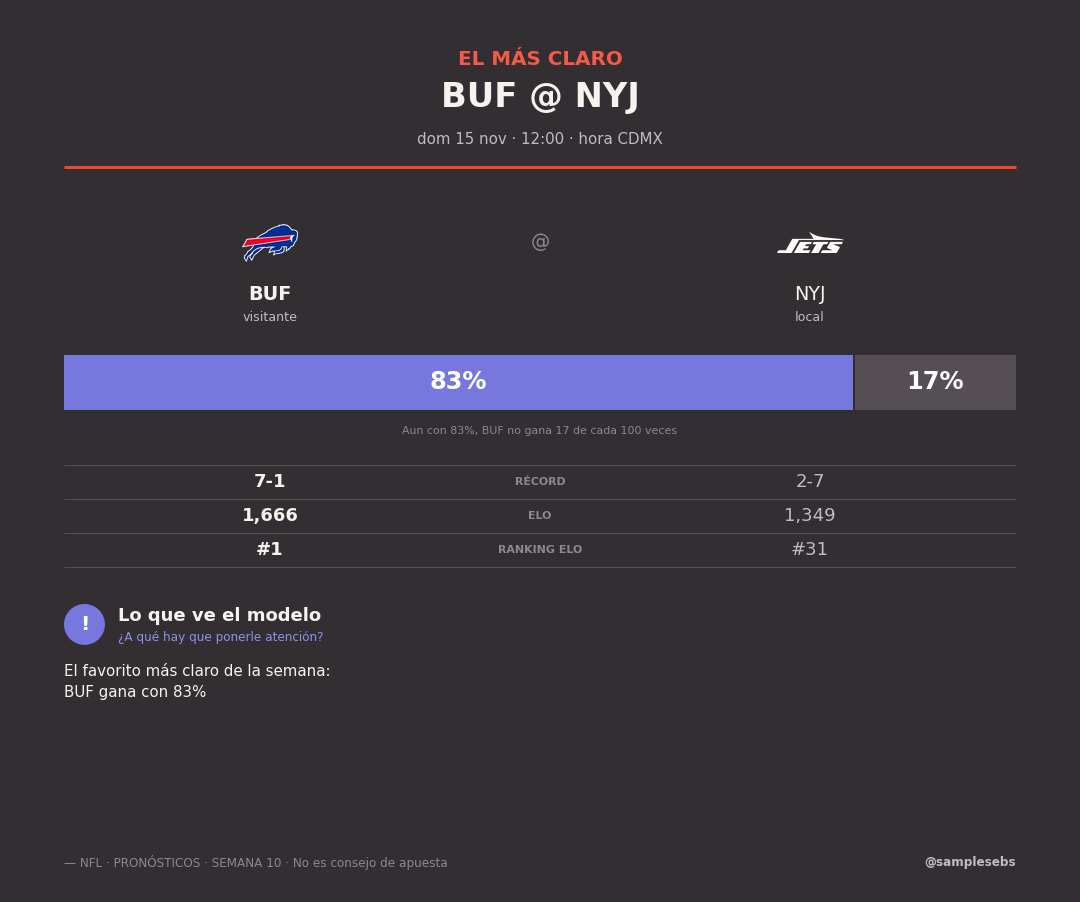 EL MÁS CLARO
BUF @ NYJ
dom 15 nov · 12:00 · hora CDMX
@
JETS
BUF
NYJ
visitante
local
83%
17%
Aun con 83%, BUF no gana 17 de cada 100 veces
7-1 RÉCORD 2-7
1,666 ELO 1,349
#1 RANKING ELO #31
!
Lo que ve el modelo
¿A qué hay que ponerle atención?
El favorito más claro de la semana:
BUF gana con 83%
— NFL · PRONÓSTICOS · SEMANA 10 · No es consejo de apuesta
@samplesebs